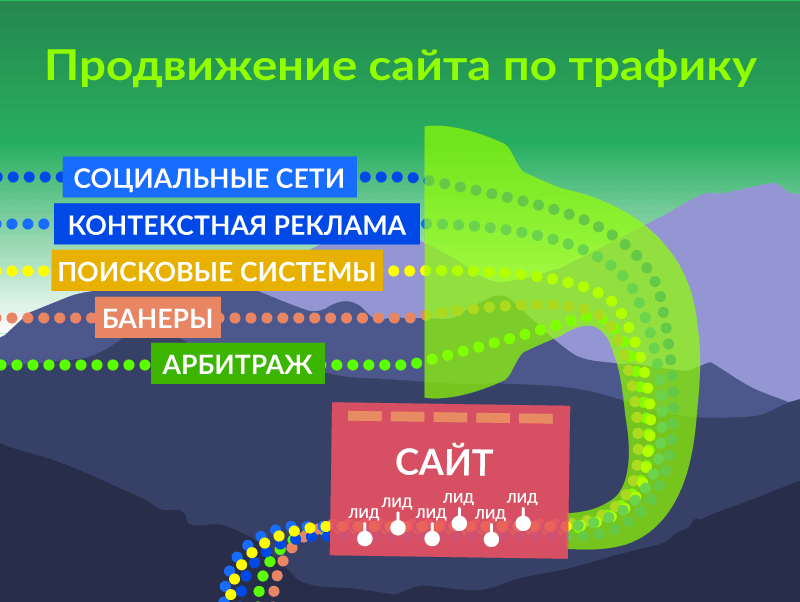 Продвижение сайта по трафику
СОЦИАЛЬНЫЕ СЕТИ
КОНТЕКСТНАЯ РЕКЛАМА
ПОИСКОВЫЕ СИСТЕМЫ
БАНЕРЫ
АРБИТРАЖ
САЙТ
ЛИД ЛИД ЛИД ЛИД ЛИД ЛИД